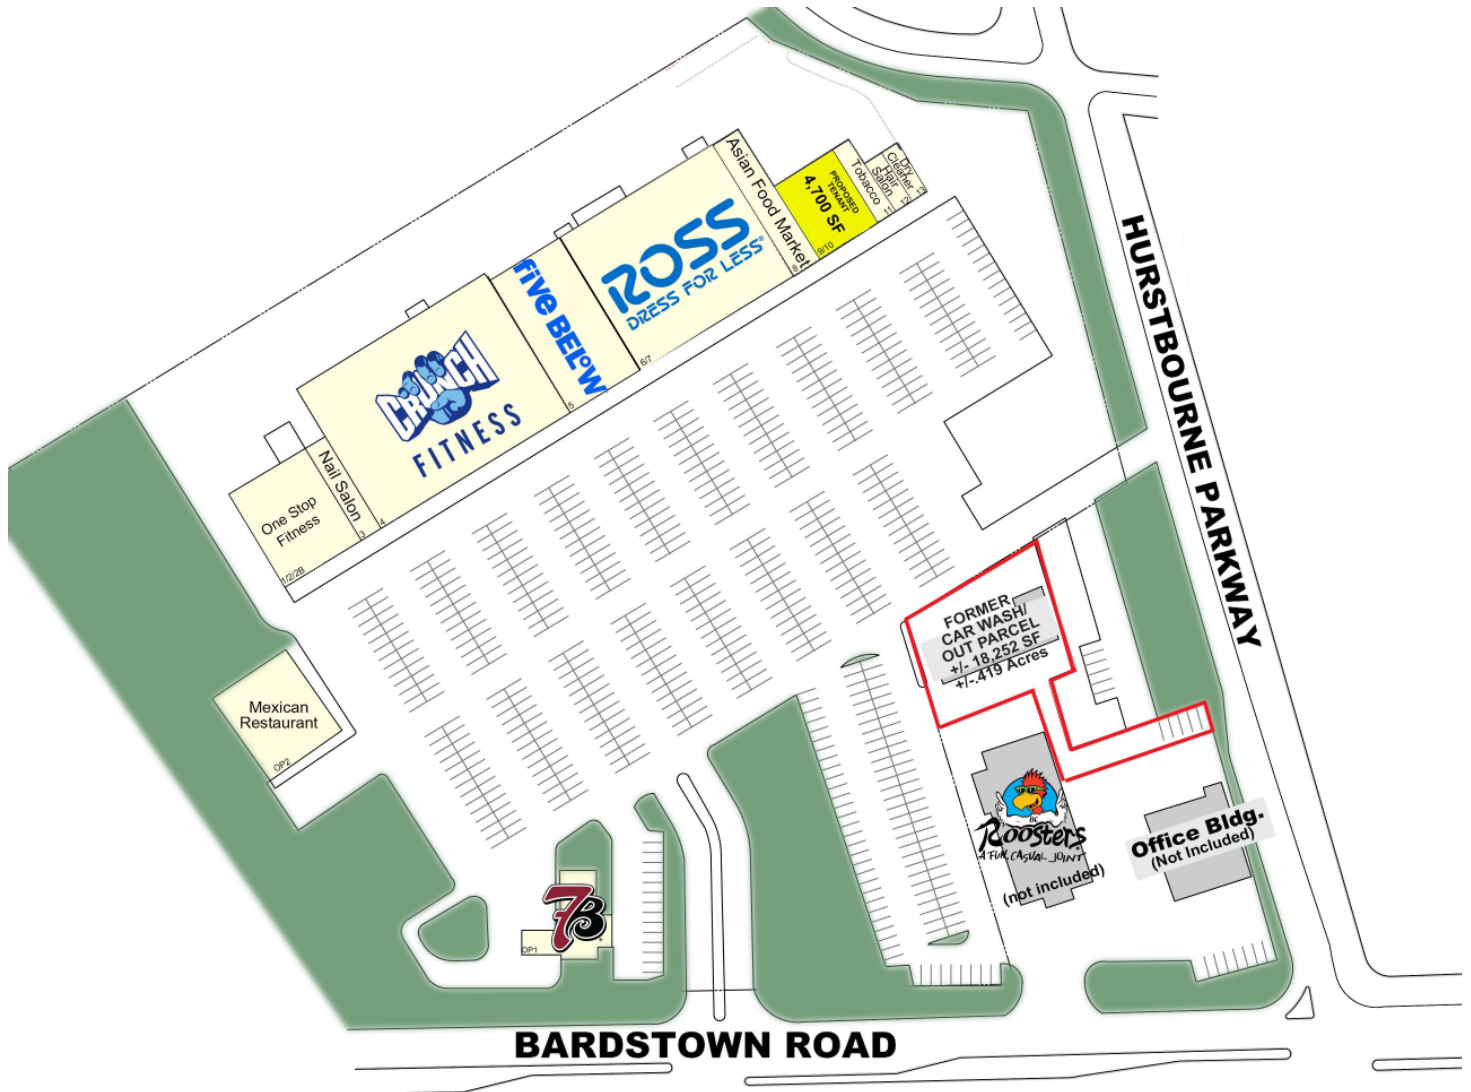 Asian Food Market
8
PROPOSED
TENANT
4,700 SF
9/10
Tobacco
11
Hair
Salon
12
Dry
Cleaner
13
ROSS
DRESS FOR LESS
6/7
five BELOW
5
CRUNCH
FITNESS
4
Nail Salon
3
One Stop
Fitness
1/2/2B
HURSTBOURNE PARKWAY
FORMER
CAR WASH/
OUT PARCEL
+/- 18,252 SF
+/-.419 Acres
Mexican
Restaurant
OP2
BC
Roosters
A FUN, CASUAL JOINT
(not included)
Office Bldg.
(Not Included)
7B
OP1
BARDSTOWN ROAD